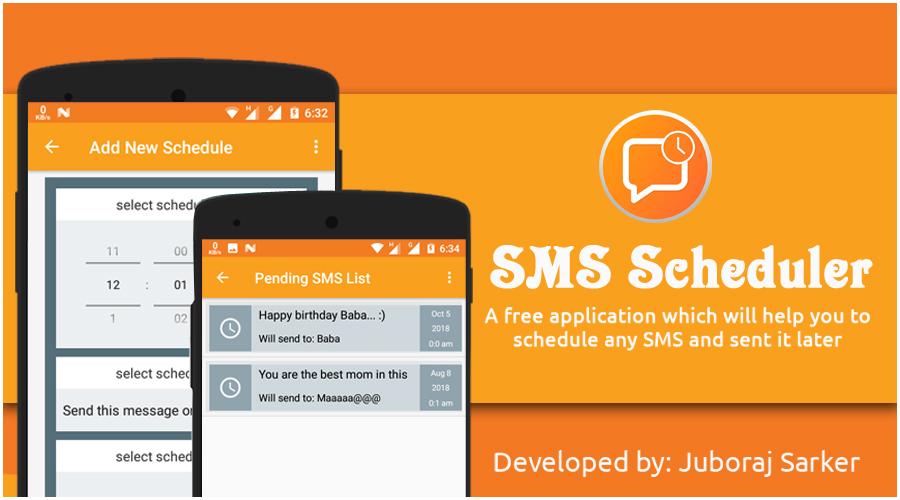 0
KB/s
H
G
6:32
Add New Schedule
select schedu
11
00
12 : 01
1
02
select sched
Send this message on
select sched
0
KB/s
H
G
6:34
Pending SMS List
Happy birthday Baba... :)
Will send to: Baba
Oct 5
2018
0:0 am
You are the best mom in this
Will send to: Maaaaa@@@
Aug 8
2018
0:1 am
SMS Scheduler
A free application which will help you to
schedule any SMS and sent it later
Developed by: Juboraj Sarker